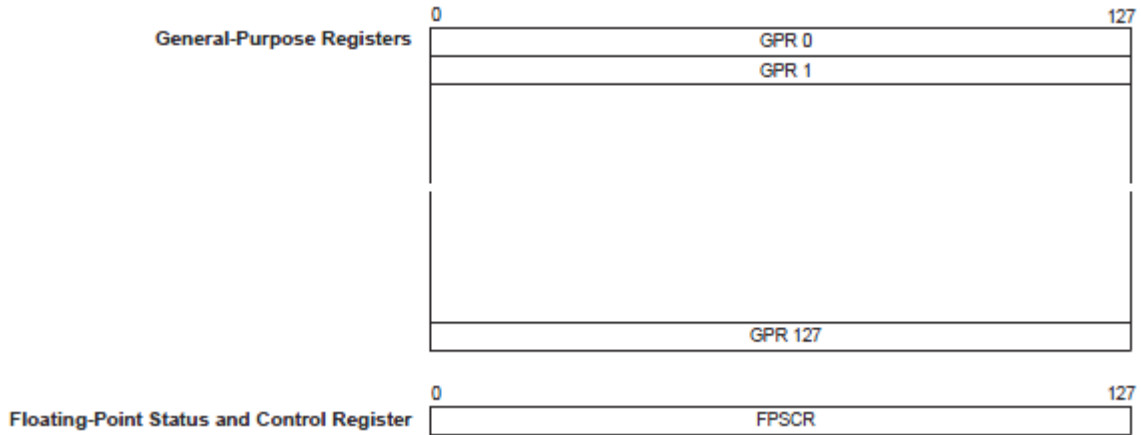 0 127
General-Purpose Registers GPR 0
GPR 1
GPR 127
0 127
Floating-Point Status and Control Register FPSCR